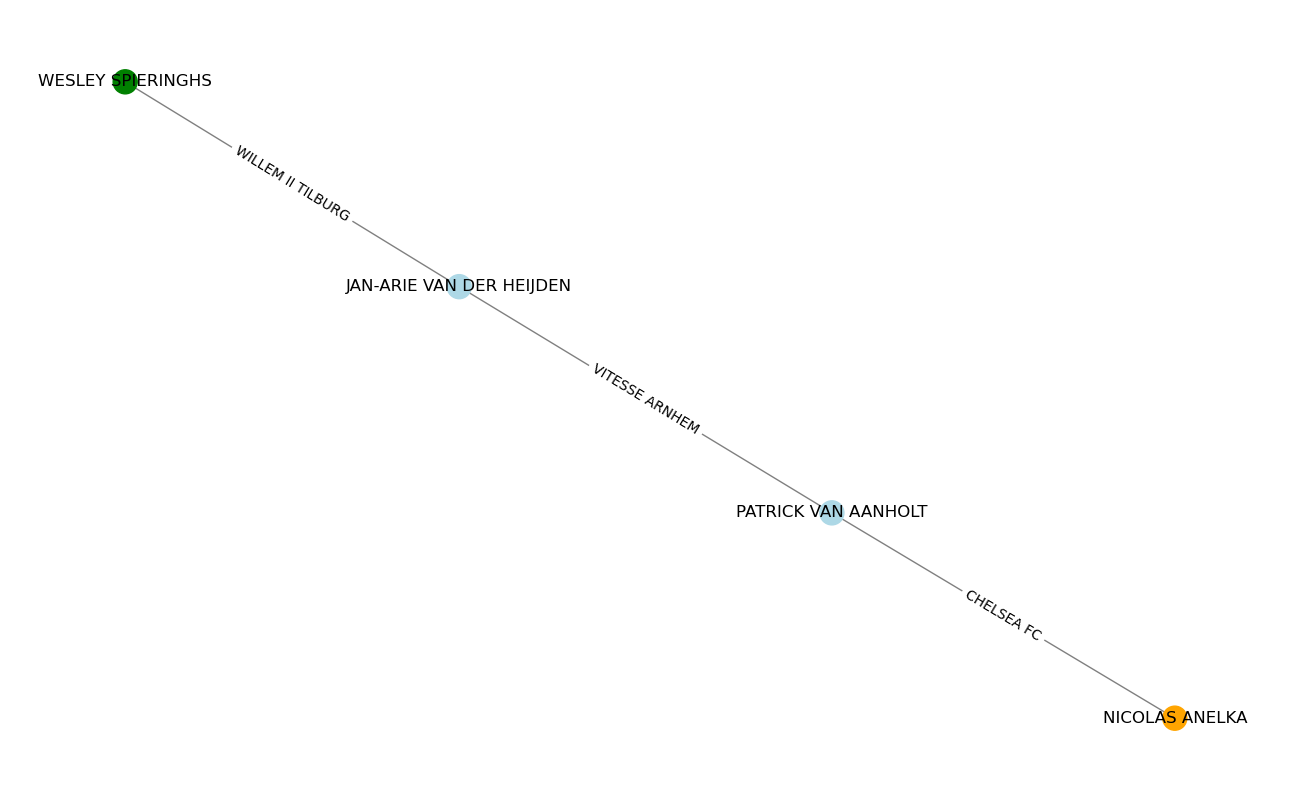 WESLEY SPIERINGHS
WILLEM II TILBURG
JAN-ARIE VAN DER HEIJDEN
VITESSE ARNHEM
PATRICK VAN AANHOLT
CHELSEA FC
NICOLAS ANELKA